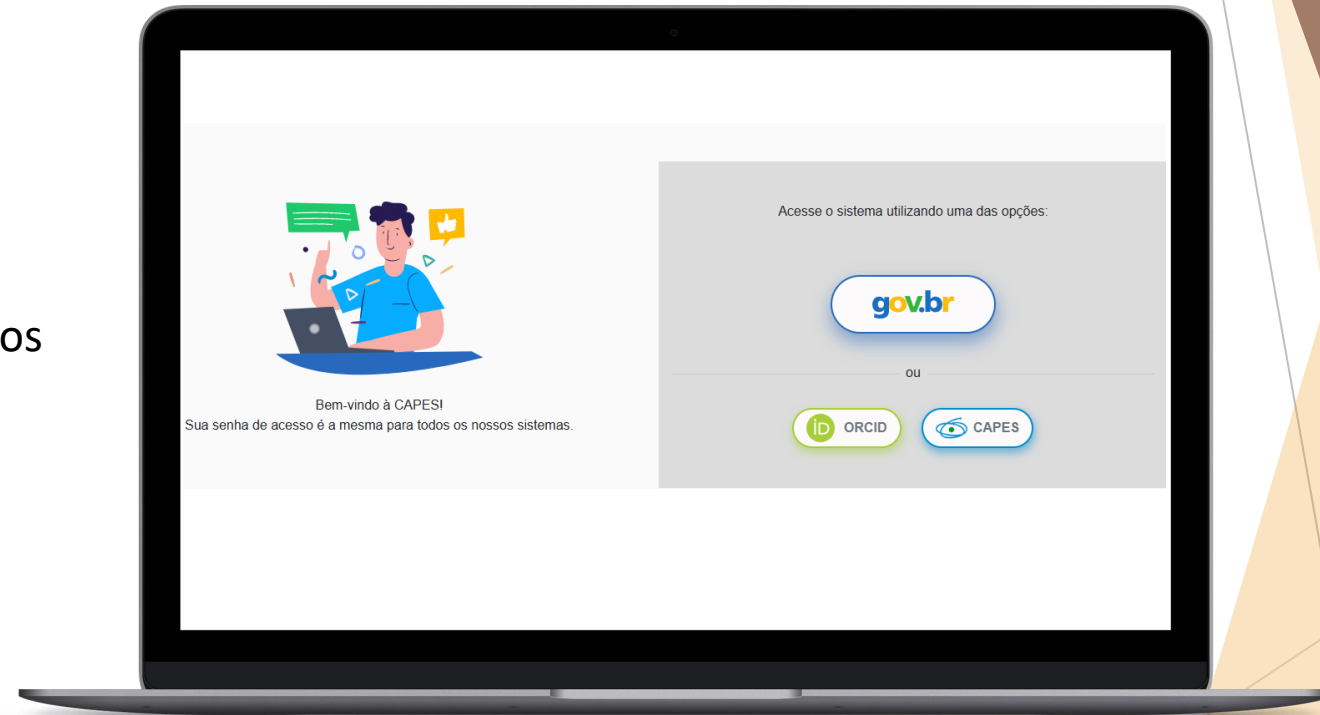 os
Acesse o sistema utilizando uma das opções:
gov.br
ou
Bem-vindo à CAPES!
Sua senha de acesso é a mesma para todos os nossos sistemas.
iD ORCID
CAPES